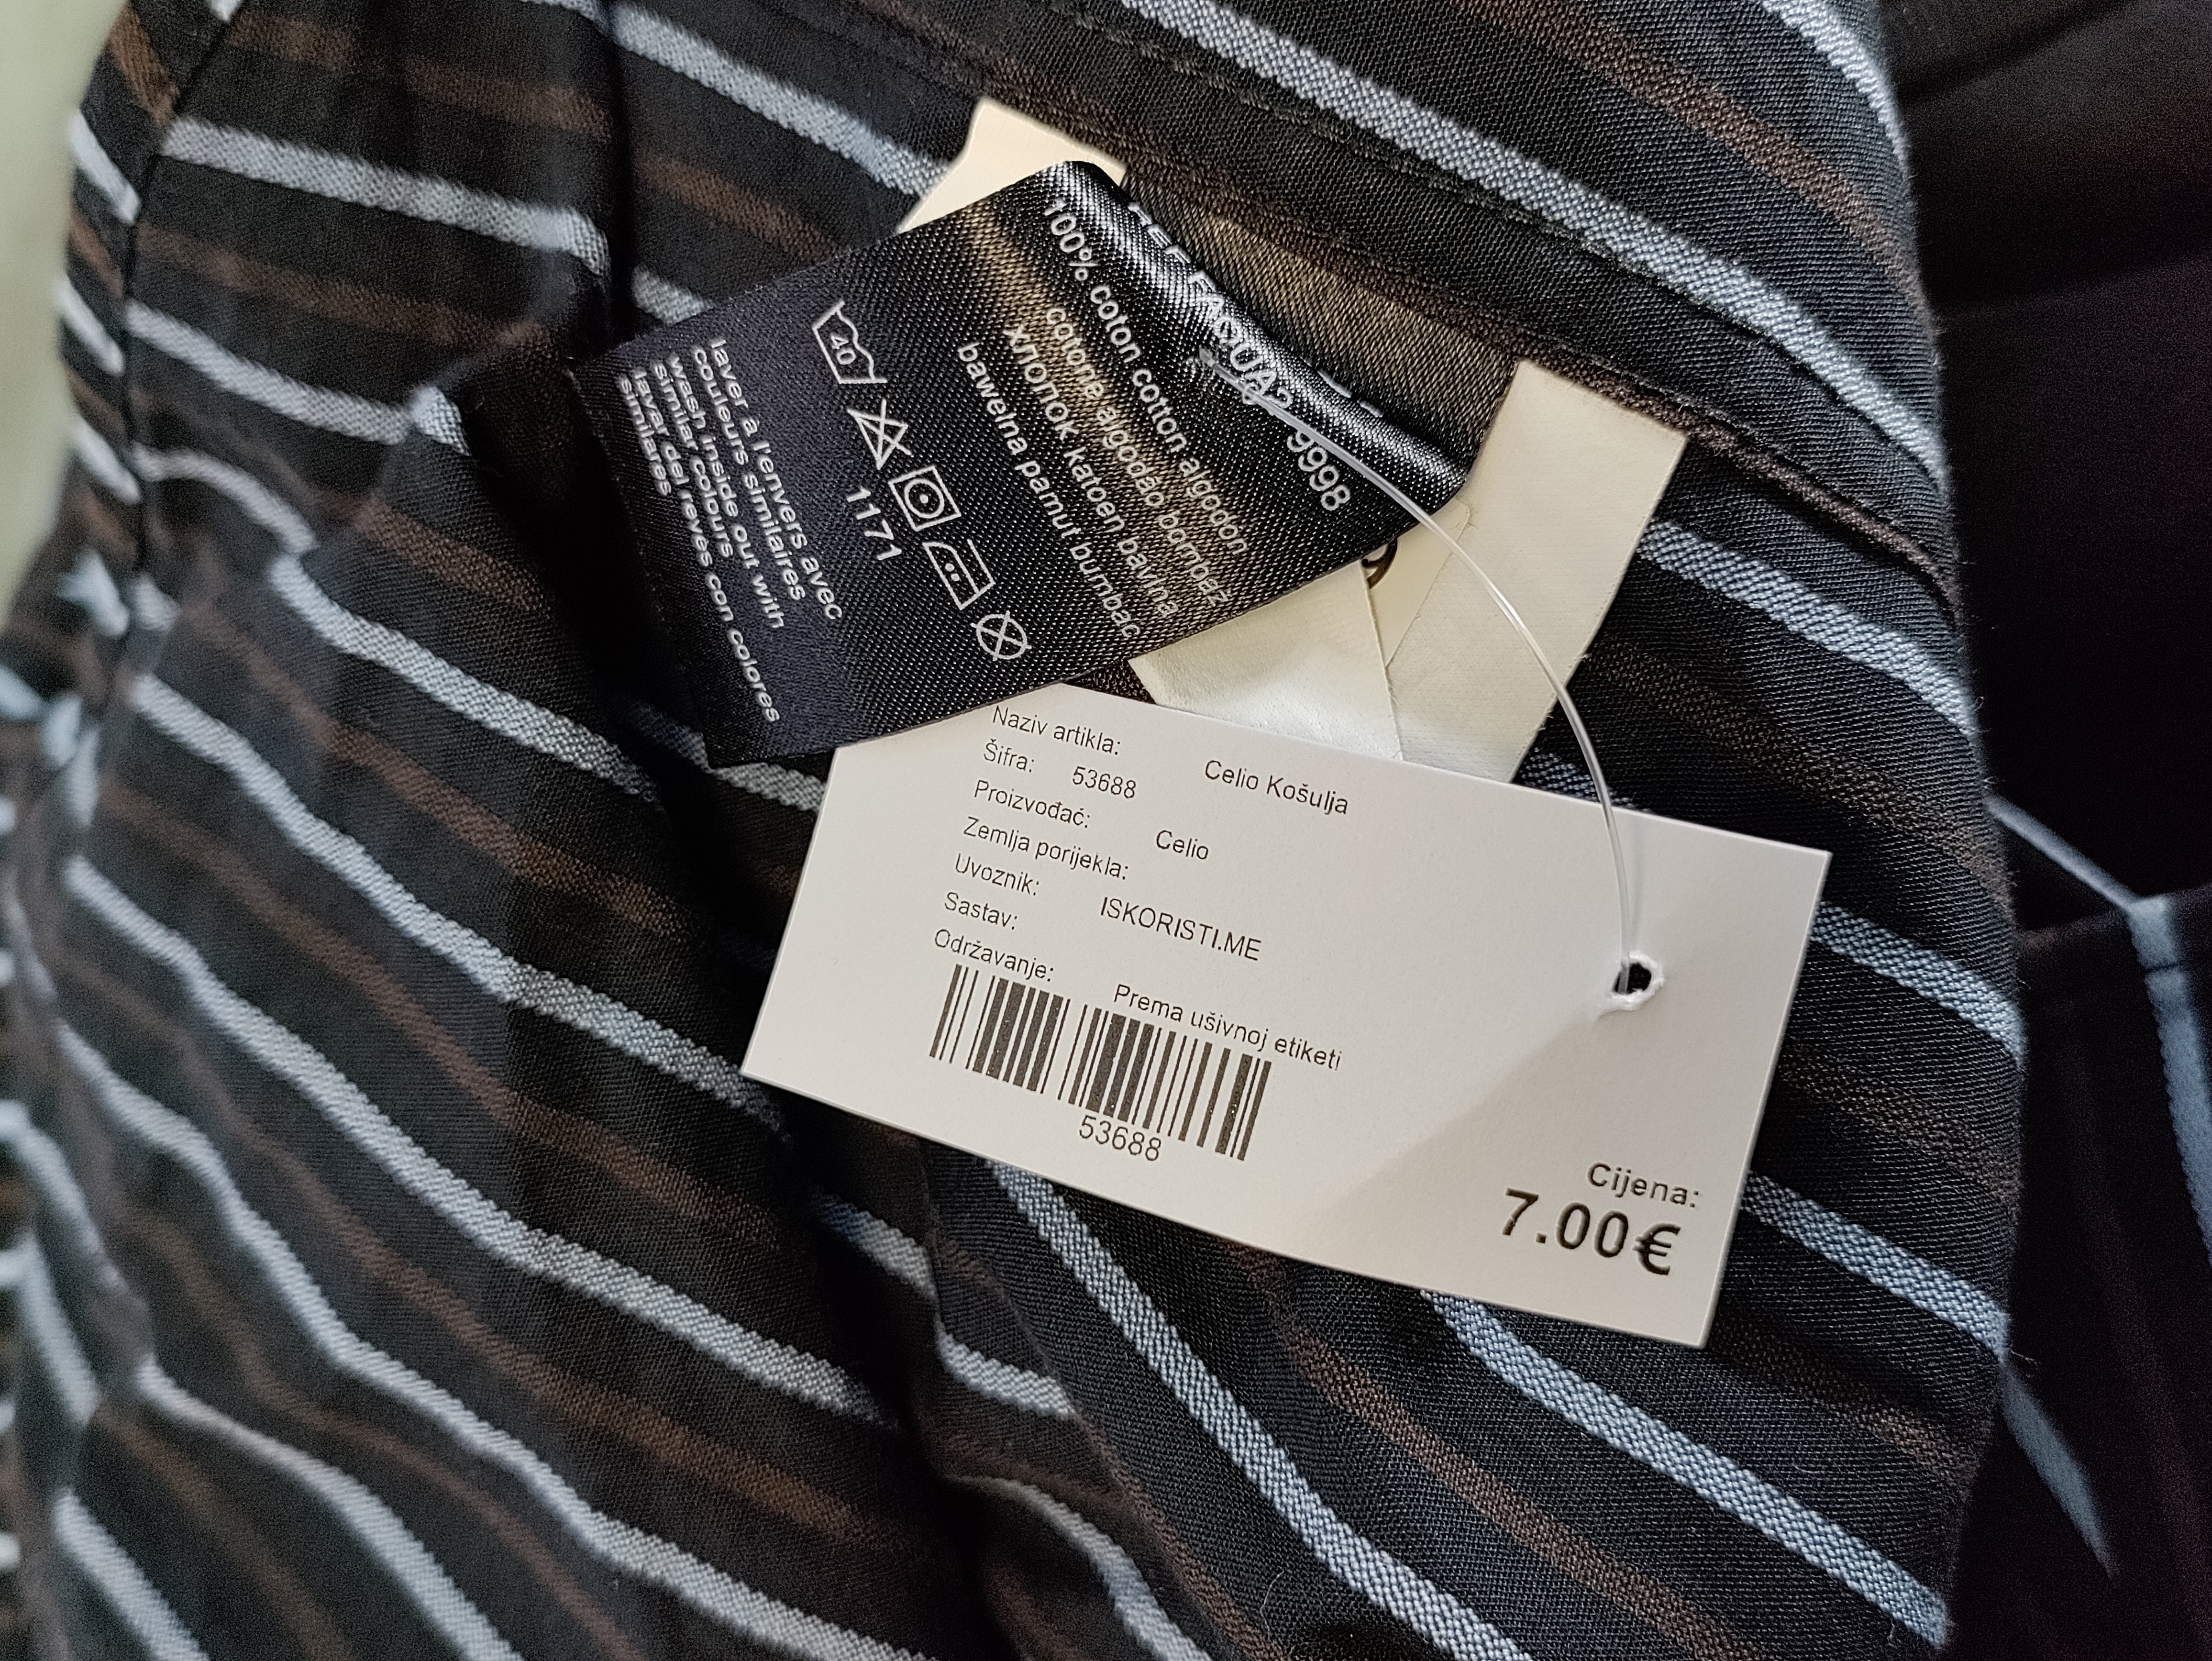 9998
100% coton cotton algodon
cotone algodão bombaž
хлопок katoen bavlna
bawełna pamut bumbac
40
1171
laver à l'envers avec
couleurs similaires
wash inside out with
similar colours
lavar del revés con colores
similares
Naziv artikla: Celio Košulja
Šifra: 53688
Proizvođač: Celio
Zemlja porijekla:
Uvoznik: ISKORISTI.ME
Sastav:
Održavanje: Prema ušivnoj etiketi
53688
Cijena:
7.00€